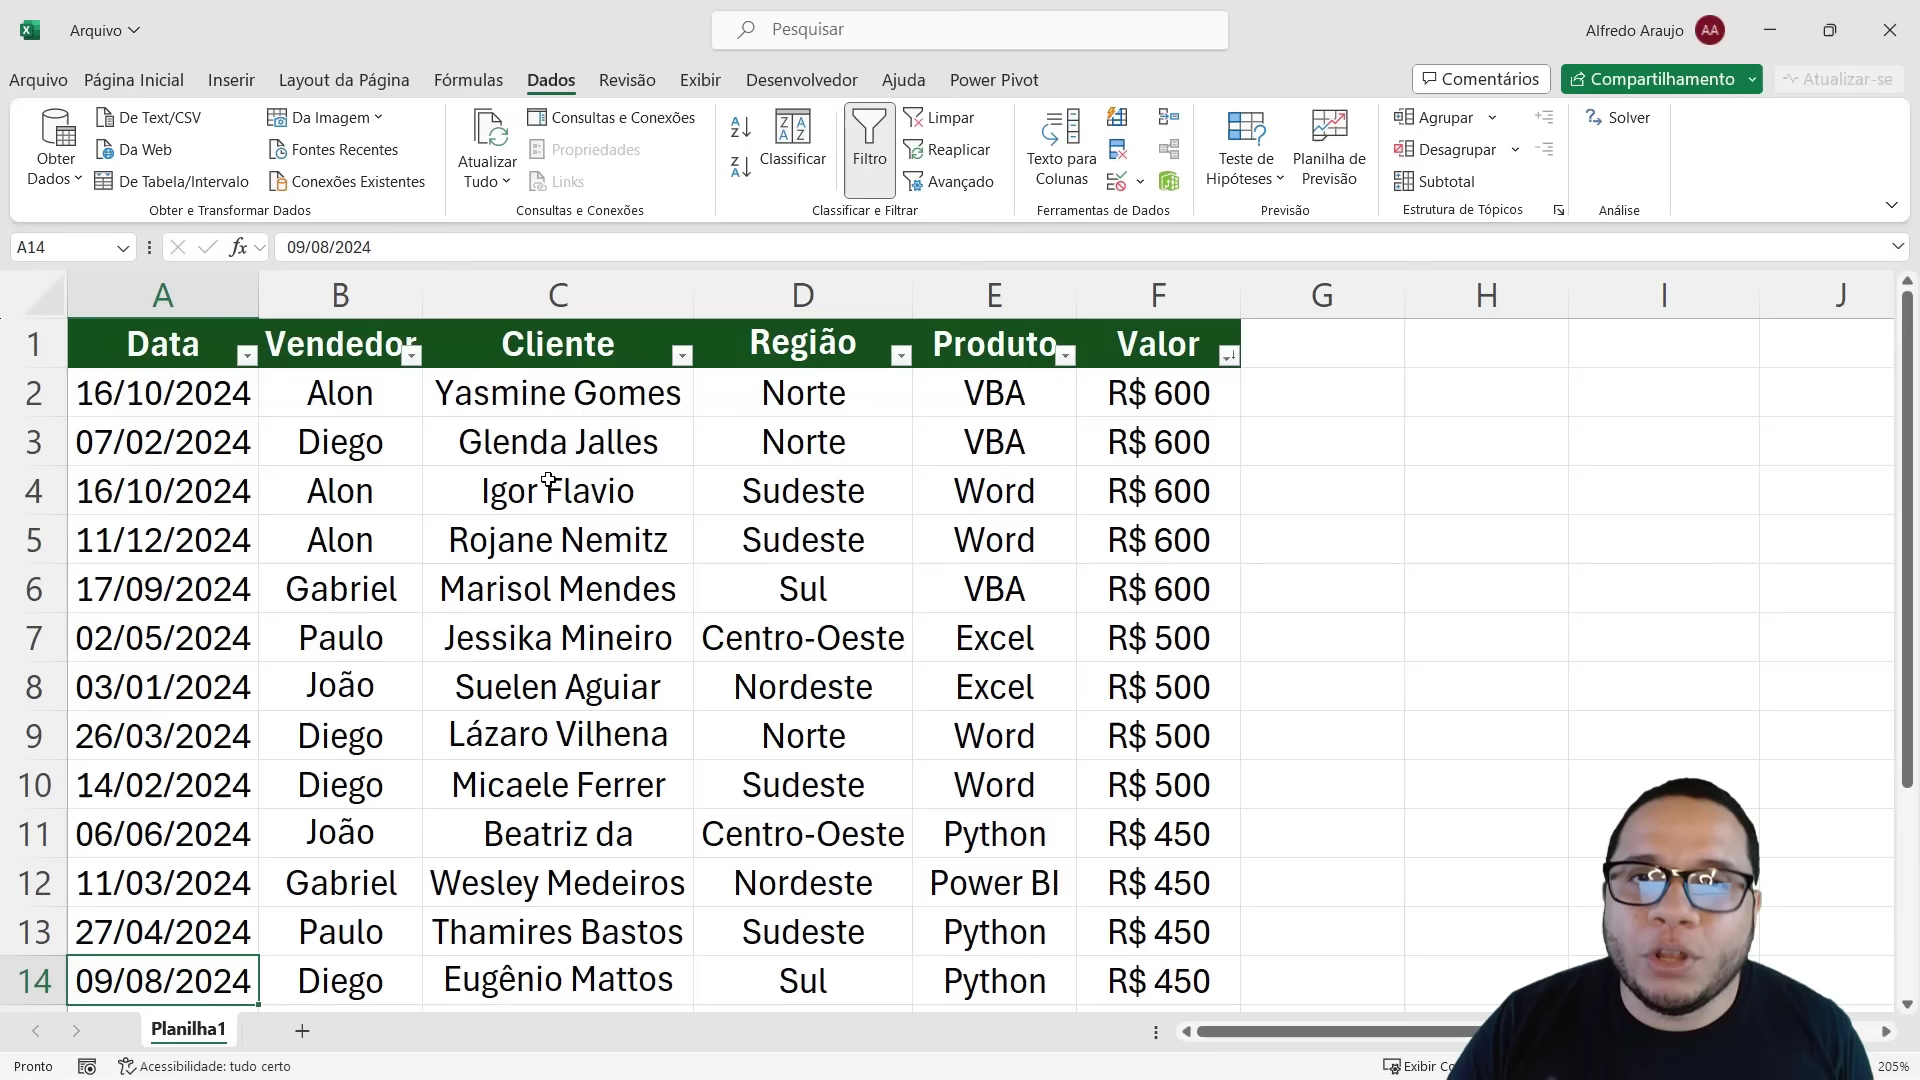 Arquivo
Pesquisar
Alfredo Araujo AA
Arquivo Página Inicial Inserir Layout da Página Fórmulas Dados Revisão Exibir Desenvolvedor Ajuda Power Pivot Comentários Compartilhamento Atualizar-se
Obter Dados
De Text/CSV
Da Web
De Tabela/Intervalo
Da Imagem
Fontes Recentes
Conexões Existentes
Obter e Transformar Dados
Atualizar Tudo
Consultas e Conexões
Propriedades
Links
Consultas e Conexões
Classificar
Filtro
Limpar
Reaplicar
Avançado
Classificar e Filtrar
Texto para Colunas
Ferramentas de Dados
Teste de Hipóteses
Planilha de Previsão
Previsão
Agrupar
Desagrupar
Subtotal
Estrutura de Tópicos
Solver
Análise
A14 fx 09/08/2024
A B C D E F G H I J
1 Data Vendedor Cliente Região Produto Valor
2 16/10/2024 Alon Yasmine Gomes Norte VBA R$ 600
3 07/02/2024 Diego Glenda Jalles Norte VBA R$ 600
4 16/10/2024 Alon Igor Flavio Sudeste Word R$ 600
5 11/12/2024 Alon Rojane Nemitz Sudeste Word R$ 600
6 17/09/2024 Gabriel Marisol Mendes Sul VBA R$ 600
7 02/05/2024 Paulo Jessika Mineiro Centro-Oeste Excel R$ 500
8 03/01/2024 João Suelen Aguiar Nordeste Excel R$ 500
9 26/03/2024 Diego Lázaro Vilhena Norte Word R$ 500
10 14/02/2024 Diego Micaele Ferrer Sudeste Word R$ 500
11 06/06/2024 João Beatriz da Centro-Oeste Python R$ 450
12 11/03/2024 Gabriel Wesley Medeiros Nordeste Power BI R$ 450
13 27/04/2024 Paulo Thamires Bastos Sudeste Python R$ 450
14 09/08/2024 Diego Eugênio Mattos Sul Python R$ 450
Planilha1
Pronto Acessibilidade: tudo certo Exibir 205%